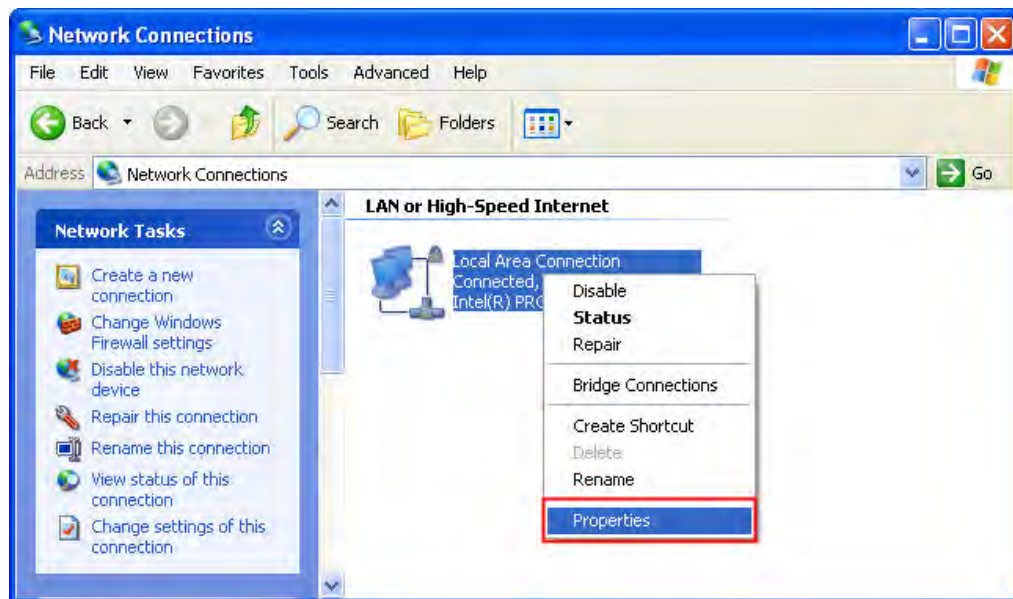 Network Connections
File Edit View Favorites Tools Advanced Help
Back Search Folders
Address Network Connections Go
Network Tasks
Create a new
connection
Change Windows
Firewall settings
Disable this network
device
Repair this connection
Rename this connection
View status of this
connection
Change settings of this
connection
LAN or High-Speed Internet
Local Area Connection
Connected,
Intel(R)
Disable
Status
Repair
Bridge Connections
Create Shortcut
Delete
Rename
Properties